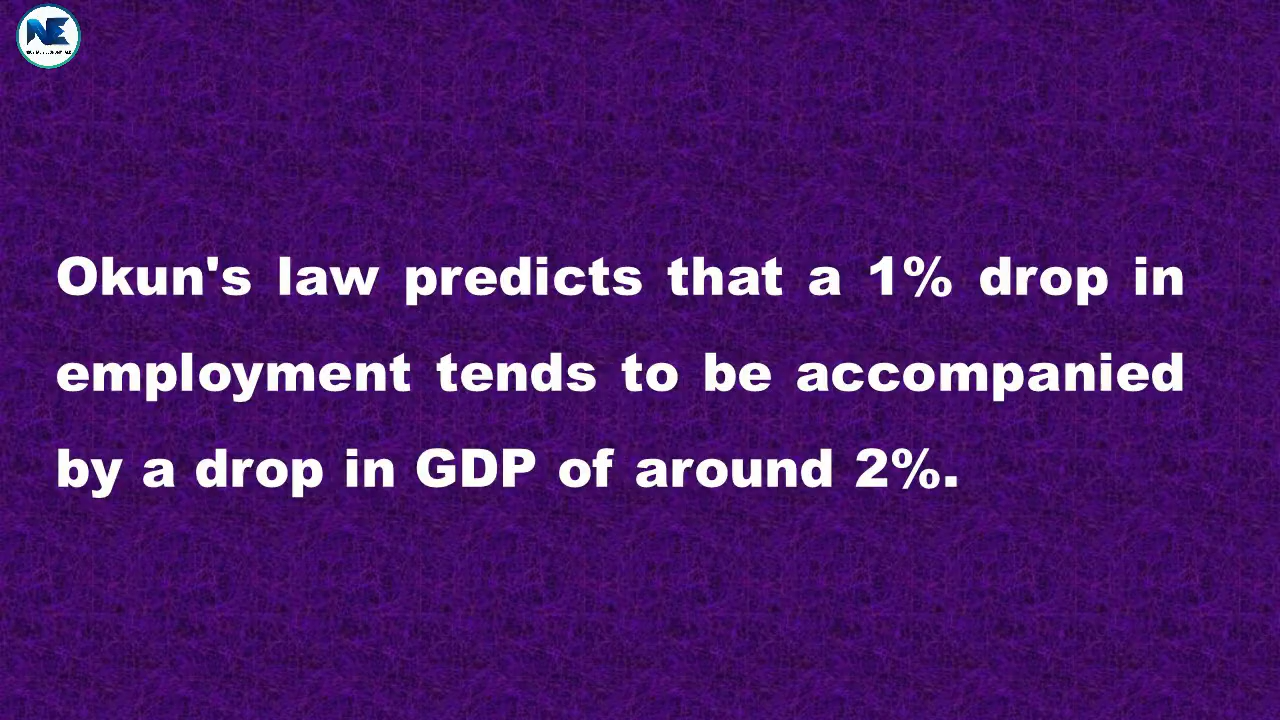 NE
Okun's law predicts that a 1% drop in
employment tends to be accompanied
by a drop in GDP of around 2%.